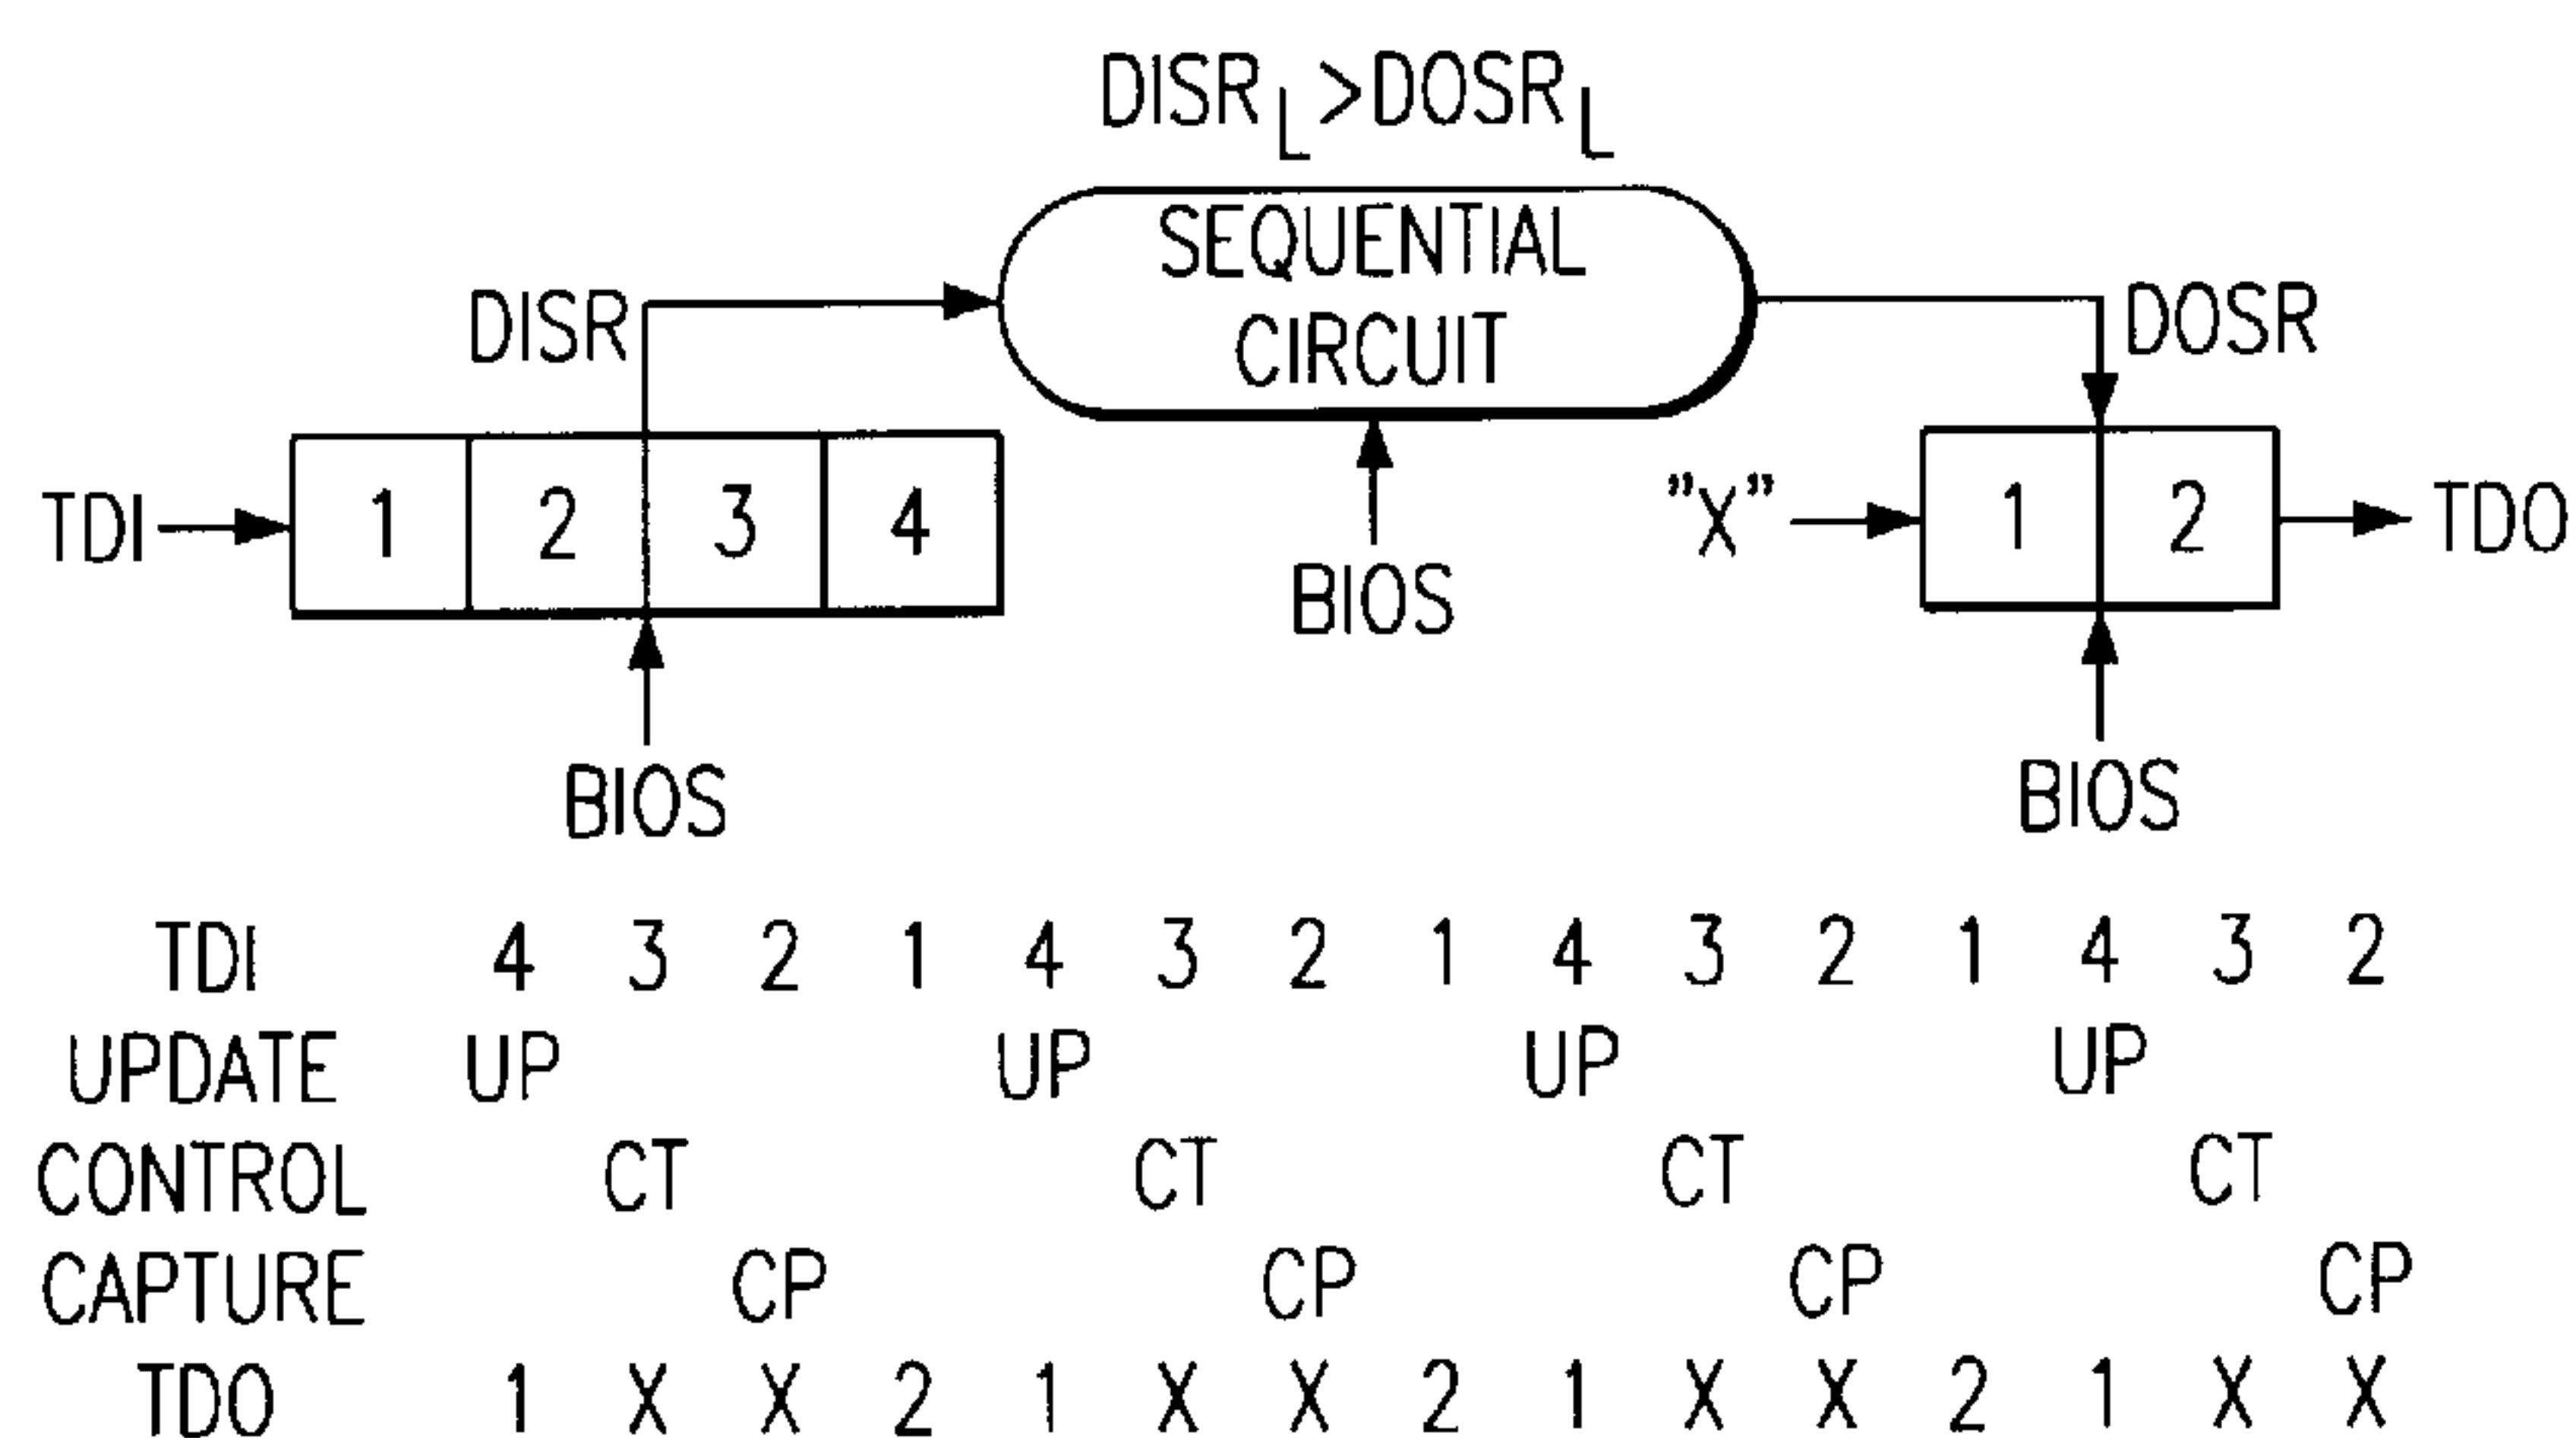 DISR L >DOSR L
SEQUENTIAL
CIRCUIT
DISR
DOSR
TDI
1 2 3 4
"X"
1 2
TDO
BIOS
BIOS
BIOS
TDI 4 3 2 1 4 3 2 1 4 3 2 1 4 3 2
UPDATE UP UP UP UP
CONTROL CT CT CT CT
CAPTURE CP CP CP CP
TDO 1 X X 2 1 X X 2 1 X X 2 1 X X